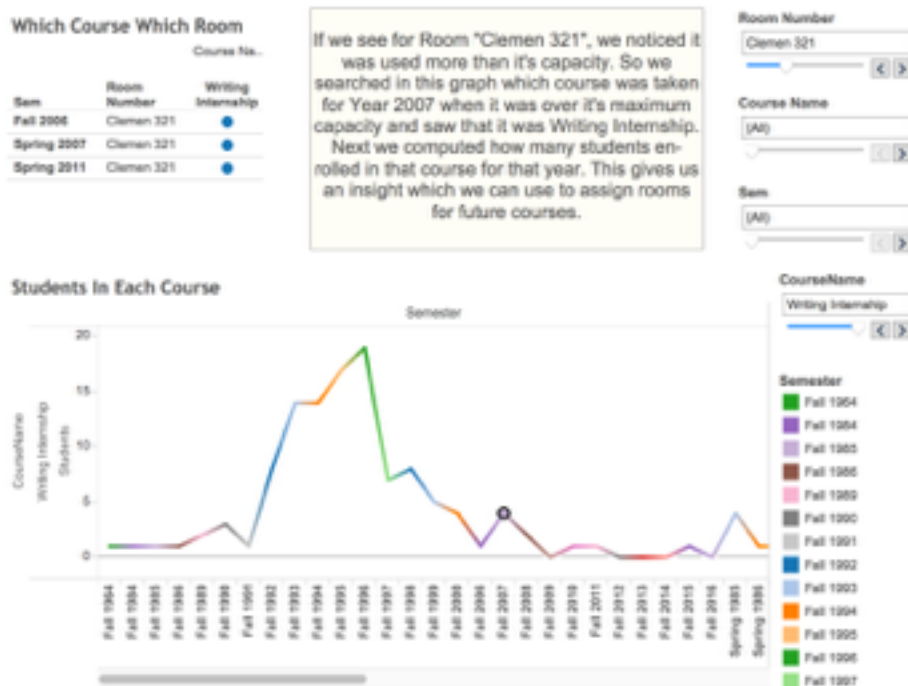 Which Course Which Room
Course Na..
Sem Room Number Writing Internship
Fall 2006 Clemen 321
Spring 2007 Clemen 321
Spring 2011 Clemen 321
If we see for Room "Clemen 321", we noticed it
was used more than it's capacity. So we
searched in this graph which course was taken
for Year 2007 when it was over it's maximum
capacity and saw that it was Writing Internship.
Next we computed how many students en-
rolled in that course for that year. This gives us
an insight which we can use to assign rooms
for future courses.
Room Number
Clemen 321
Course Name
(All)
Sem
(All)
Students In Each Course
Semester
CourseName
Writing Internship
Students
20
15
10
5
0
Fall 1964
Fall 1984
Fall 1985
Fall 1986
Fall 1989
Fall 1990
Fall 1991
Fall 1992
Fall 1993
Fall 1994
Fall 1995
Fall 1996
Fall 1997
Fall 1998
Fall 1999
Fall 2006
Fall 2007
Fall 2008
Fall 2009
Fall 2010
Fall 2011
Fall 2012
Fall 2013
Fall 2014
Fall 2015
Fall 2016
Spring 1985
Spring 1986
CourseName
Writing Internship
Semester
Fall 1964
Fall 1984
Fall 1985
Fall 1986
Fall 1989
Fall 1990
Fall 1991
Fall 1992
Fall 1993
Fall 1994
Fall 1995
Fall 1996
Fall 1997